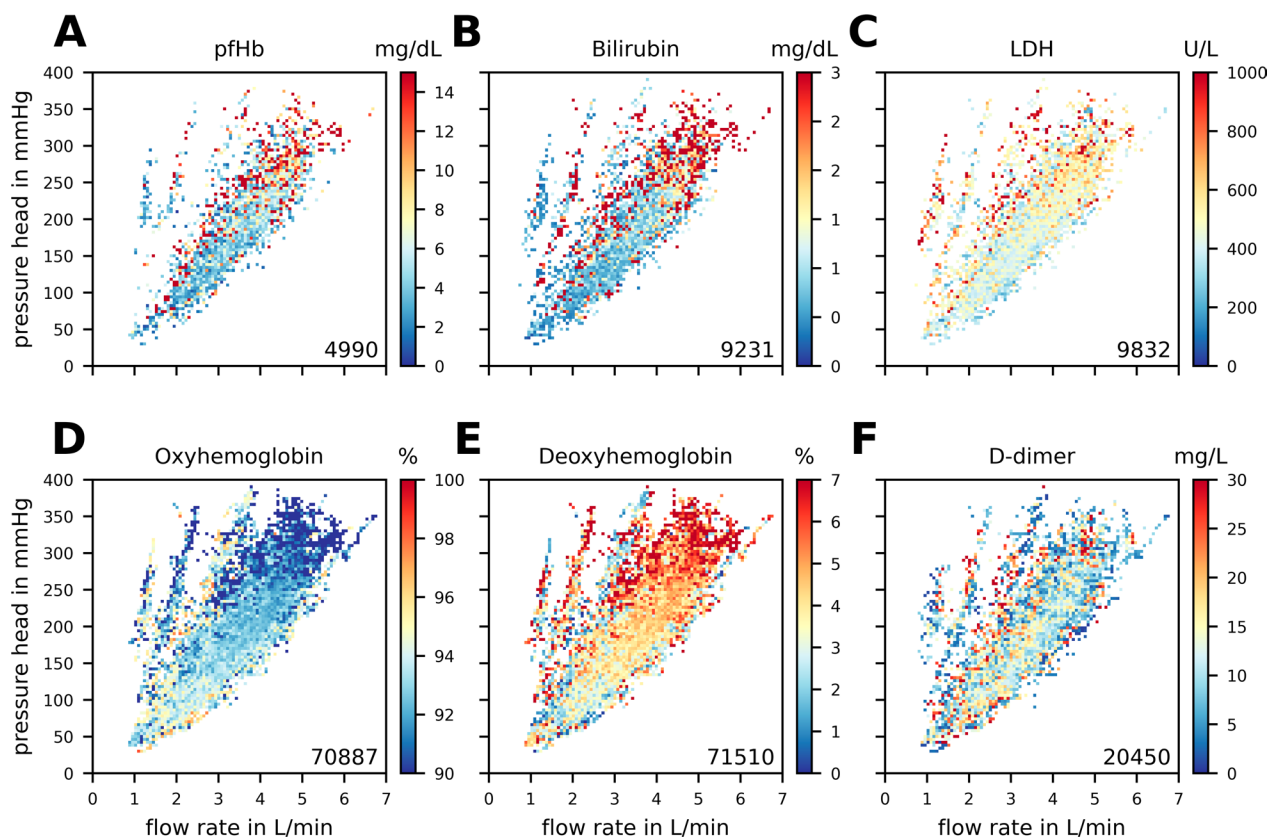 A
pfHb
mg/dL
B
Bilirubin
mg/dL
C
LDH
U/L
pressure head in mmHg
400
350
300
250
200
150
100
50
0
4990
14
12
10
8
6
4
2
0
9231
3
2
2
1
1
0
0
9832
1000
800
600
400
200
0
D
Oxyhemoglobin
%
E
Deoxyhemoglobin
%
F
D-dimer
mg/L
pressure head in mmHg
400
350
300
250
200
150
100
50
0
70887
100
98
96
94
92
90
71510
7
6
5
4
3
2
1
0
20450
30
25
20
15
10
5
0
0 1 2 3 4 5 6 7
0 1 2 3 4 5 6 7
0 1 2 3 4 5 6 7
flow rate in L/min
flow rate in L/min
flow rate in L/min